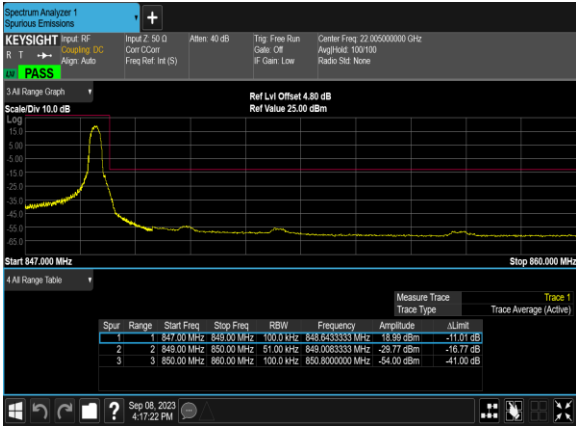 Spectrum Analyzer 1
Spurious Emissions
KEYSIGHT Input: RF Input Z: 50 Ω Atten: 40 dB Trig: Free Run Center Freq: 22.005000000 GHz
R T Coupling: DC Corr CCorr Gate: Off Avg|Hold: 100/100
Align: Auto Freq Ref: Int (S) IF Gain: Low Radio Std: None
LM PASS
3 All Range Graph
Ref Lvl Offset 4.80 dB
Scale/Div 10.0 dB Ref Value 25.00 dBm
Log
15.0
5.00
-5.00
-15.0
-25.0
-35.0
-45.0
-55.0
-65.0
Start 847.000 MHz Stop 860.000 MHz
4 All Range Table
Measure Trace Trace 1
Trace Type Trace Average (Active)
Spur Range Start Freq Stop Freq RBW Frequency Amplitude ΔLimit
1 1 847.00 MHz 849.00 MHz 100.0 kHz 848.6433333 MHz 18.99 dBm -11.01 dB
2 2 849.00 MHz 850.00 MHz 51.00 kHz 849.0083333 MHz -29.77 dBm -16.77 dB
3 3 850.00 MHz 860.00 MHz 100.0 kHz 850.8000000 MHz -54.00 dBm -41.00 dB
? Sep 08, 2023
4:17:22 PM